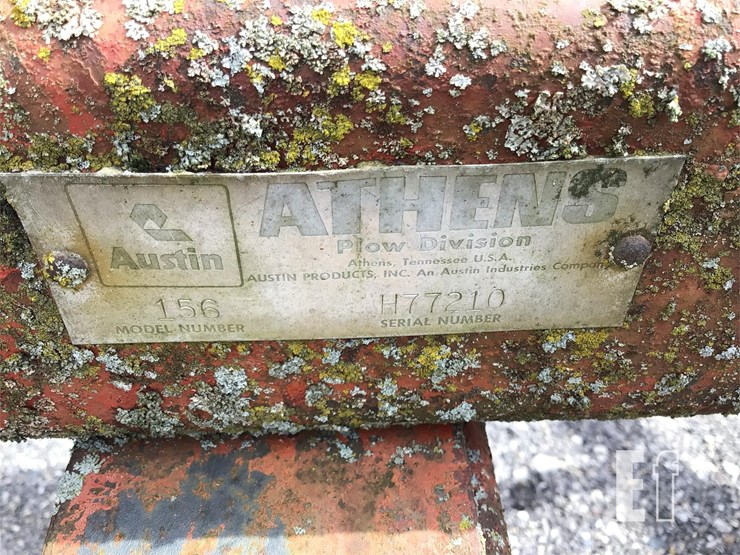 ATHENS
Plow Division
Austin
Athens, Tennessee U.S.A.
AUSTIN PRODUCTS, INC. An Austin Industries Company
156
MODEL NUMBER
H77210
SERIAL NUMBER
Ef